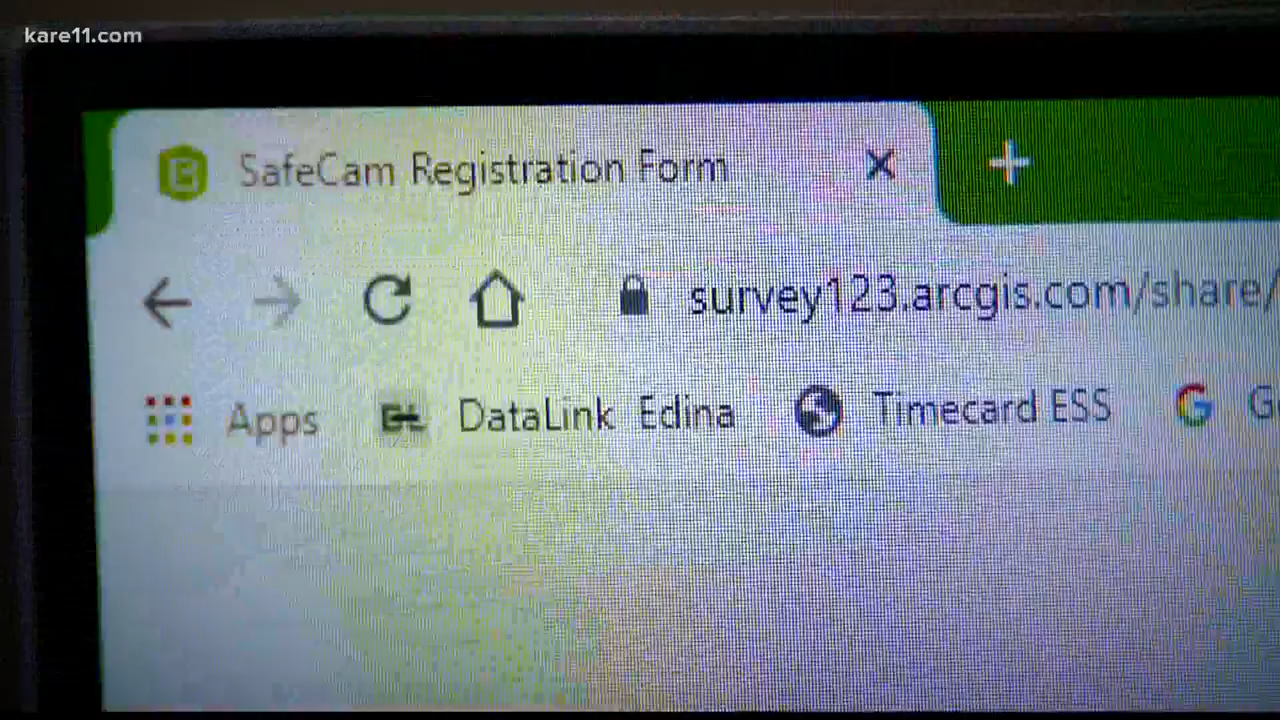 kare11.com
SafeCam Registration Form
survey123.arcgis.com/share/
Apps DataLink Edina Timecard ESS